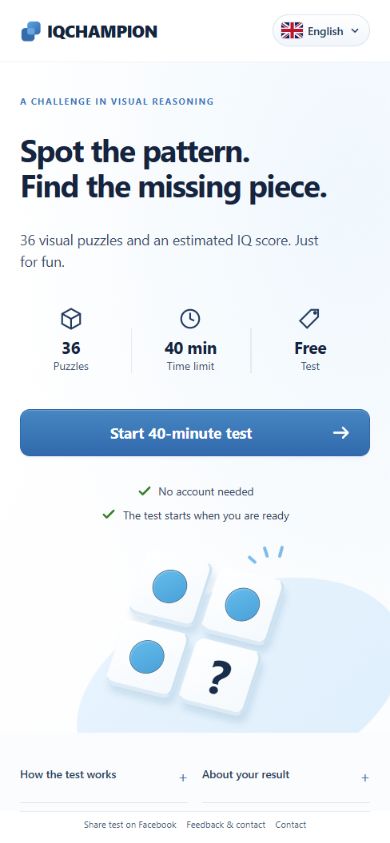 IQCHAMPION
English
A CHALLENGE IN VISUAL REASONING
Spot the pattern.
Find the missing piece.
36 visual puzzles and an estimated IQ score. Just
for fun.
36
Puzzles
40 min
Time limit
Free
Test
Start 40-minute test
No account needed
The test starts when you are ready
?
How the test works +
About your result +
Share test on Facebook Feedback & contact Contact